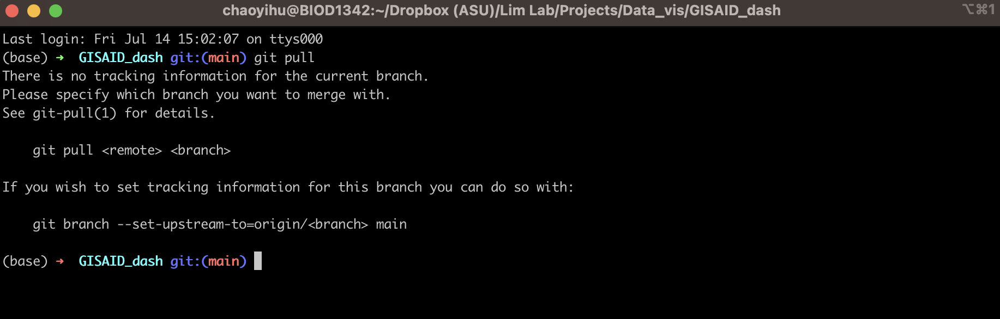 chaoyihu@BIOD1342:~/Dropbox (ASU)/Lim Lab/Projects/Data_vis/GISAID_dash
⌥⌘1
Last login: Fri Jul 14 15:02:07 on ttys000
(base) ➜  GISAID_dash git:(main) git pull
There is no tracking information for the current branch.
Please specify which branch you want to merge with.
See git-pull(1) for details.

    git pull <remote> <branch>

If you wish to set tracking information for this branch you can do so with:

    git branch --set-upstream-to=origin/<branch> main

(base) ➜  GISAID_dash git:(main)